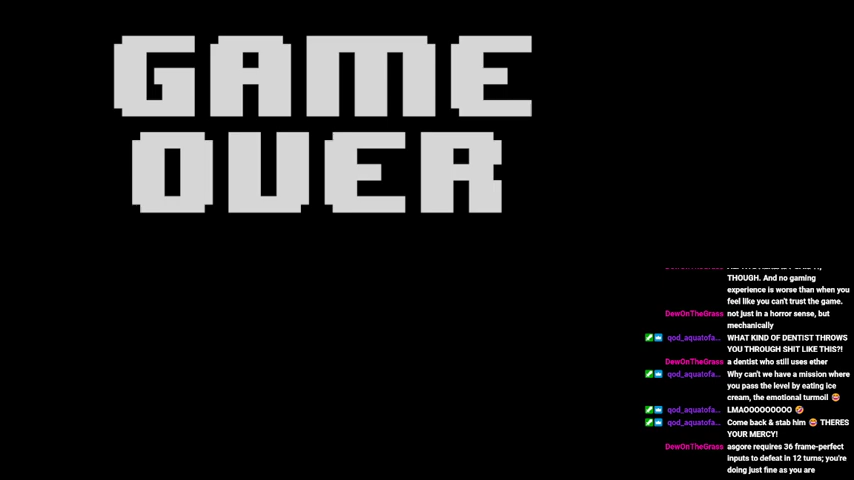 GAME
OVER
THOUGH. And no gaming
experience is worse than when you
feel like you can't trust the game.
DewOnTheGrass not just in a horror sense, but
mechanically
qod_aquatofa... WHAT KIND OF DENTIST THROWS
YOU THROUGH SHIT LIKE THIS?!
DewOnTheGrass a dentist who still uses ether
qod_aquatofa... Why can't we have a mission where
you pass the level by eating ice
cream, the emotional turmoil 😂
qod_aquatofa... LMAOOOOOOOOO 🤣
qod_aquatofa... Come back & stab him 😂 THERES
YOUR MERCY!
DewOnTheGrass asgore requires 36 frame-perfect
inputs to defeat in 12 turns; you're
doing just fine as you are